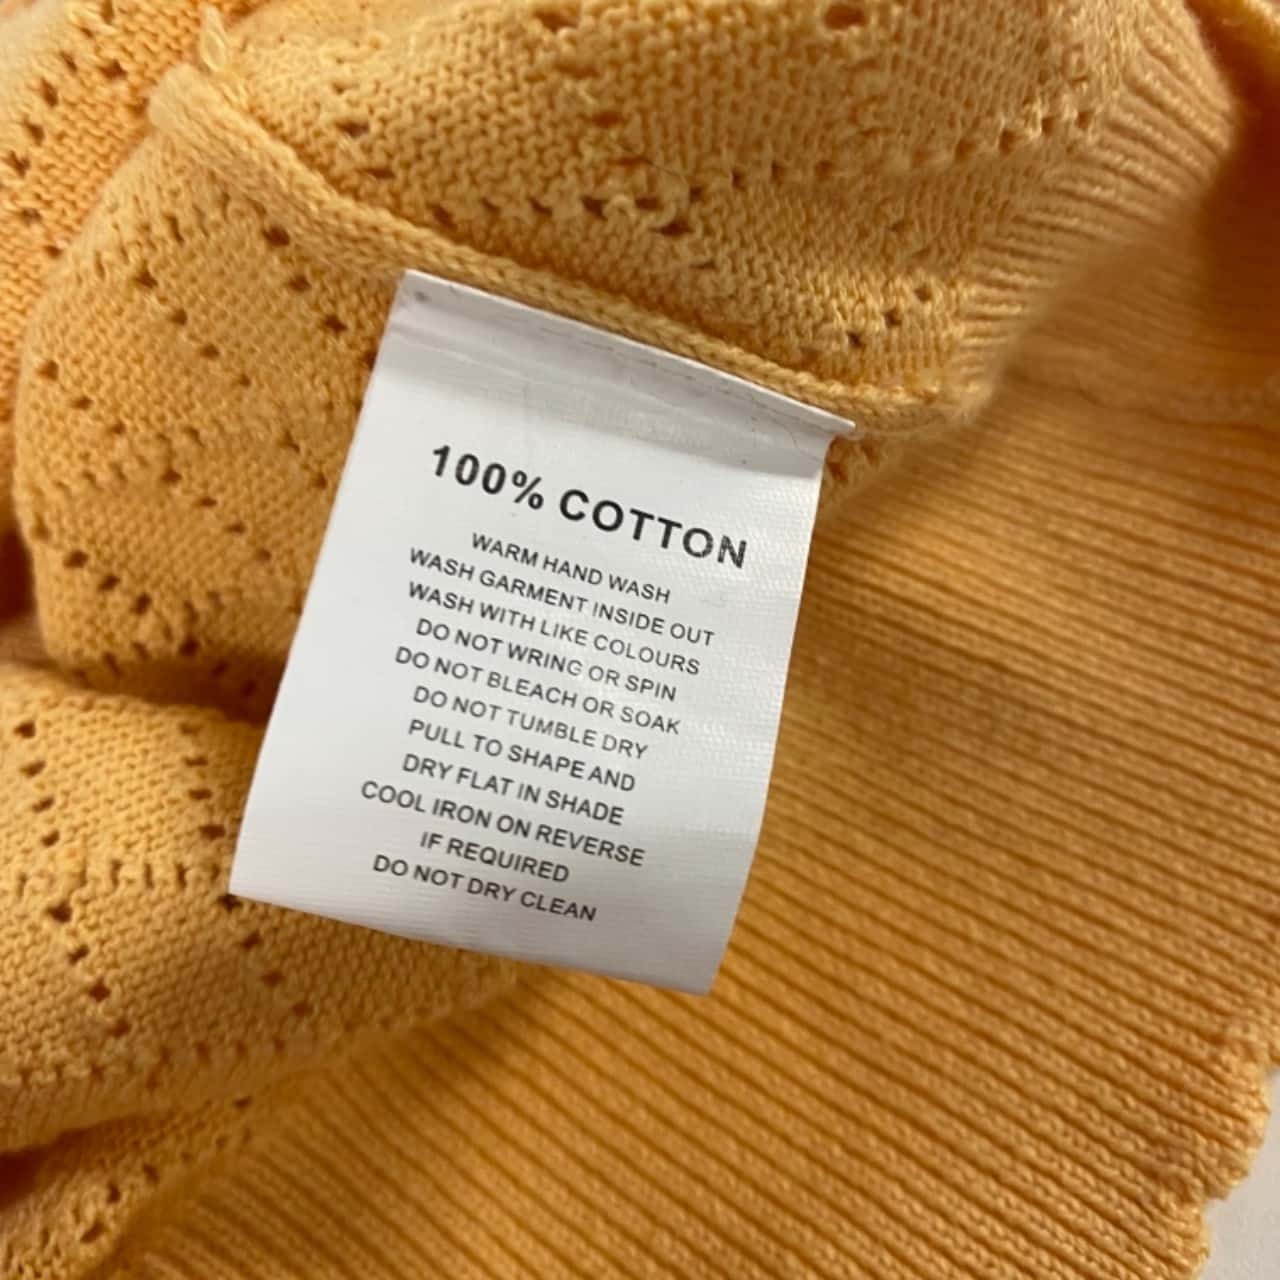 100% COTTON
WARM HAND WASH
WASH GARMENT INSIDE OUT
WASH WITH LIKE COLOURS
DO NOT WRING OR SPIN
DO NOT BLEACH OR SOAK
DO NOT TUMBLE DRY
PULL TO SHAPE AND
DRY FLAT IN SHADE
COOL IRON ON REVERSE
IF REQUIRED
DO NOT DRY CLEAN